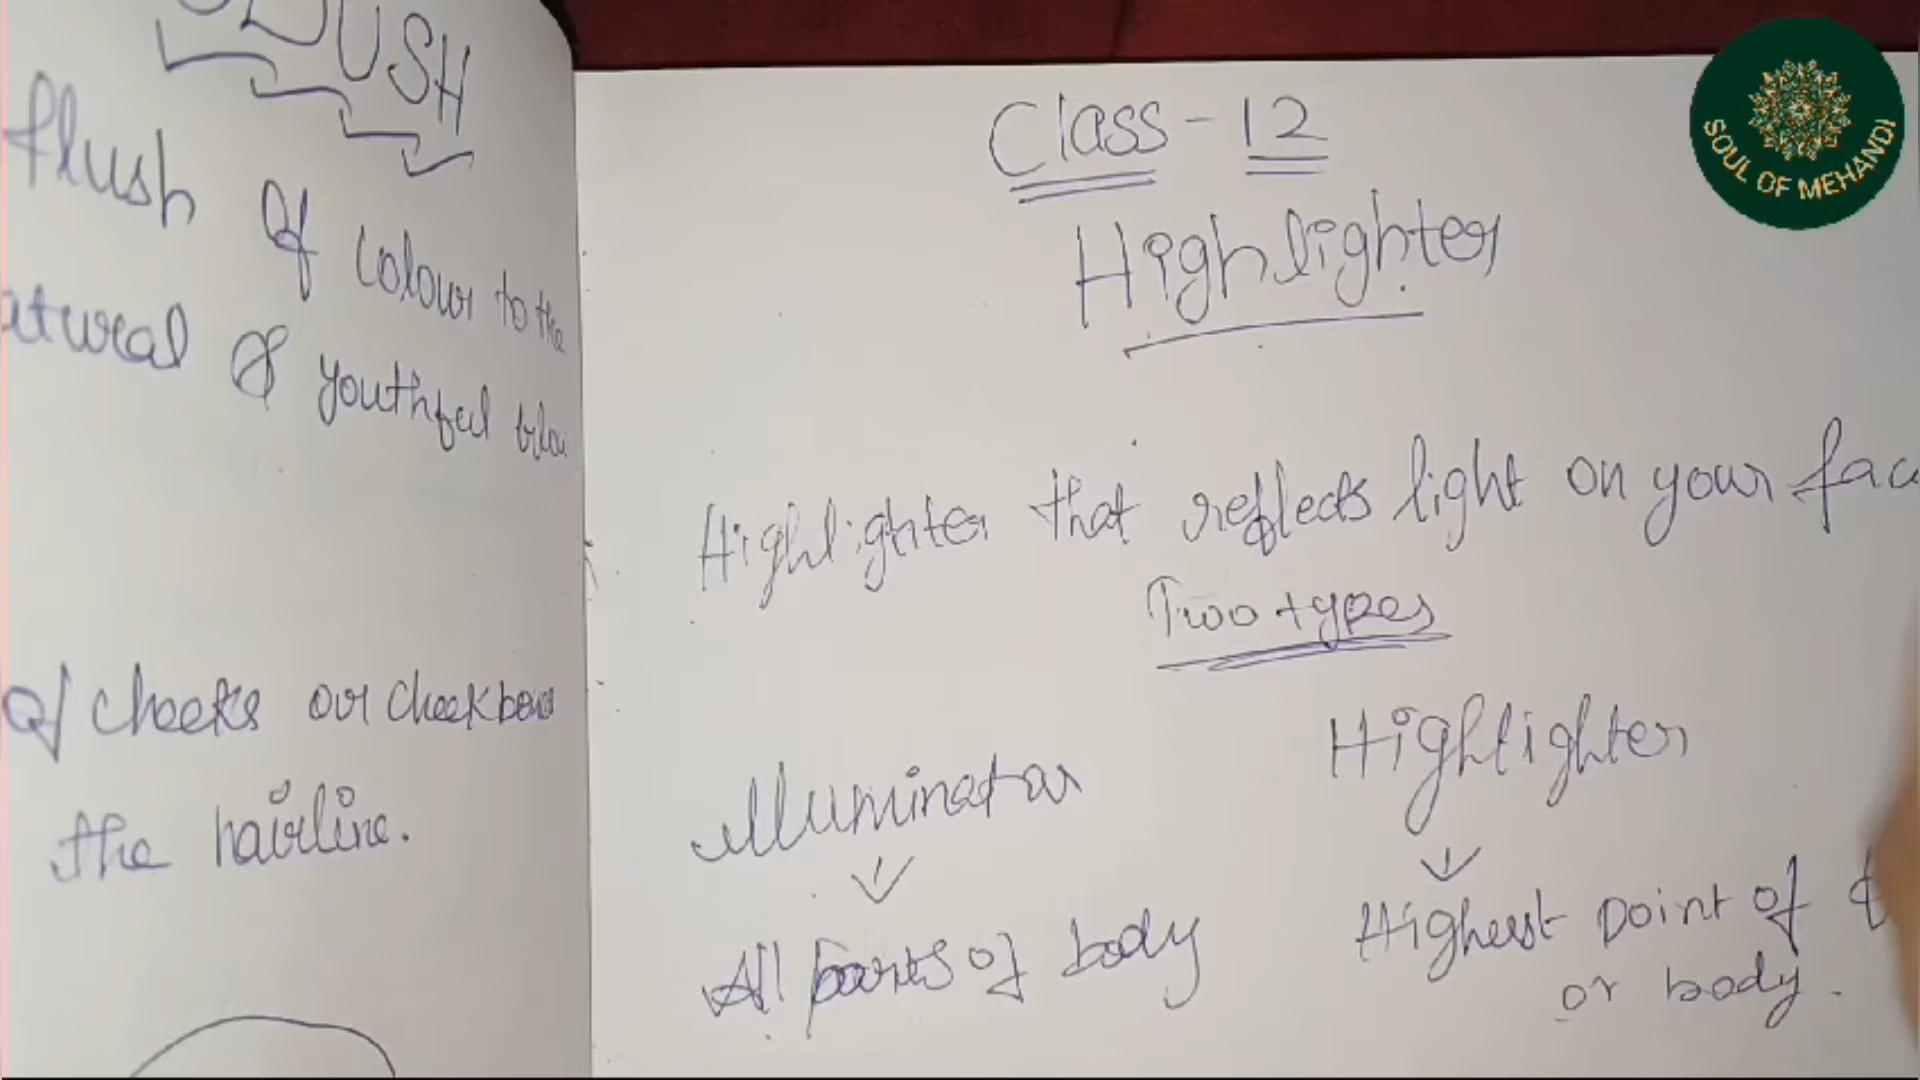 BLUSH
flush of colour to the
atural & youthful
of cheeks or cheekbone
the hairline.
Class - 12
Highlighter
Highlighter that reflects light on your fac
Two types
Illuminator
Highlighter
All parts of body
Highest point of
or body.
SOUL OF MEHANDI